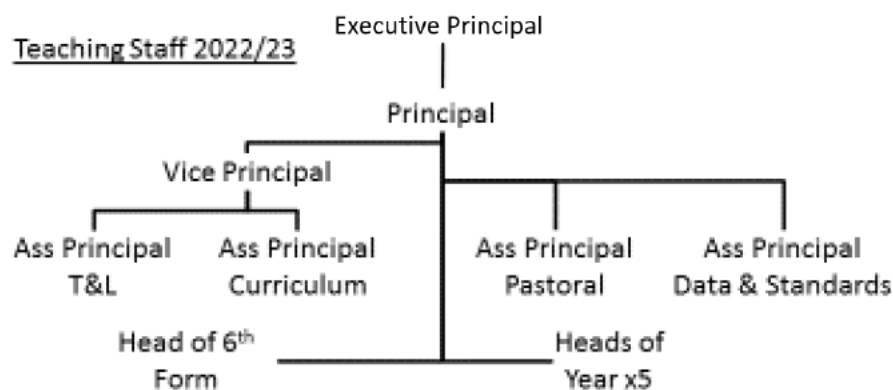 Executive Principal
Teaching Staff 2022/23
Principal
Vice Principal
Ass Principal
T&L
Ass Principal
Curriculum
Ass Principal
Pastoral
Ass Principal
Data & Standards
Head of 6th
Form
Heads of
Year x5